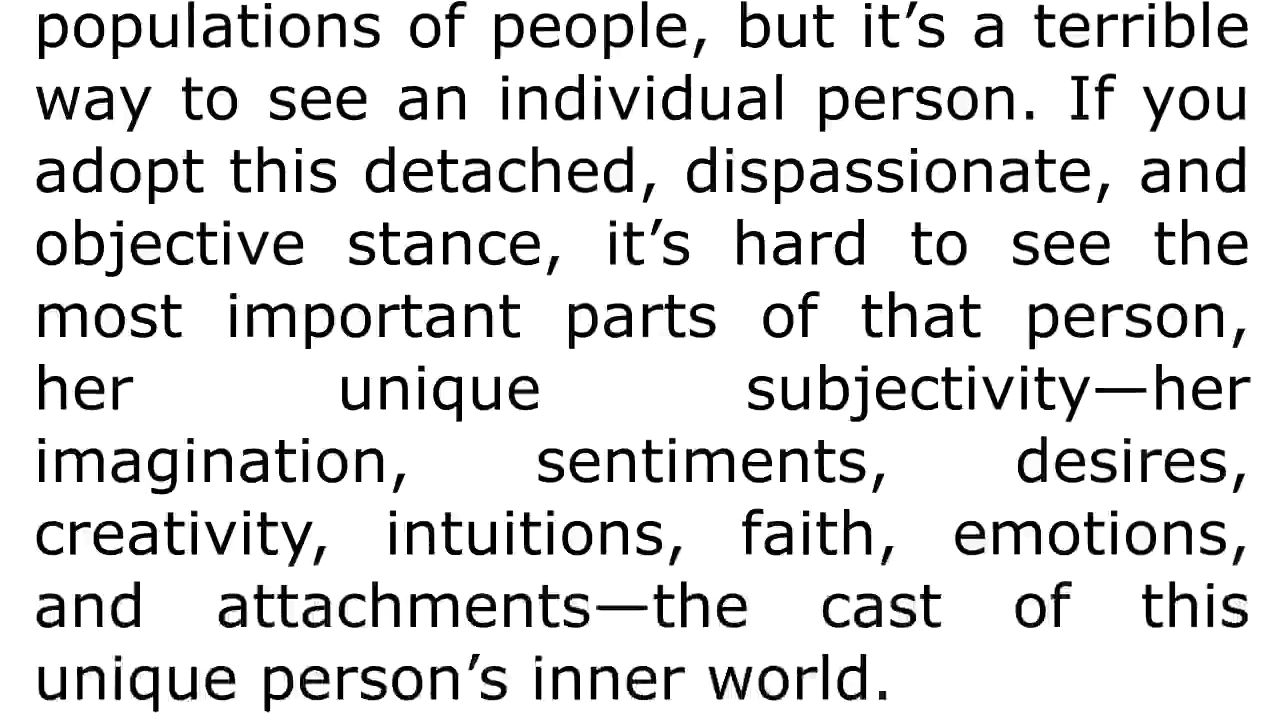 populations of people, but it’s a terrible
way to see an individual person. If you
adopt this detached, dispassionate, and
objective stance, it’s hard to see the
most important parts of that person,
her unique subjectivity—her
imagination, sentiments, desires,
creativity, intuitions, faith, emotions,
and attachments—the cast of this
unique person’s inner world.